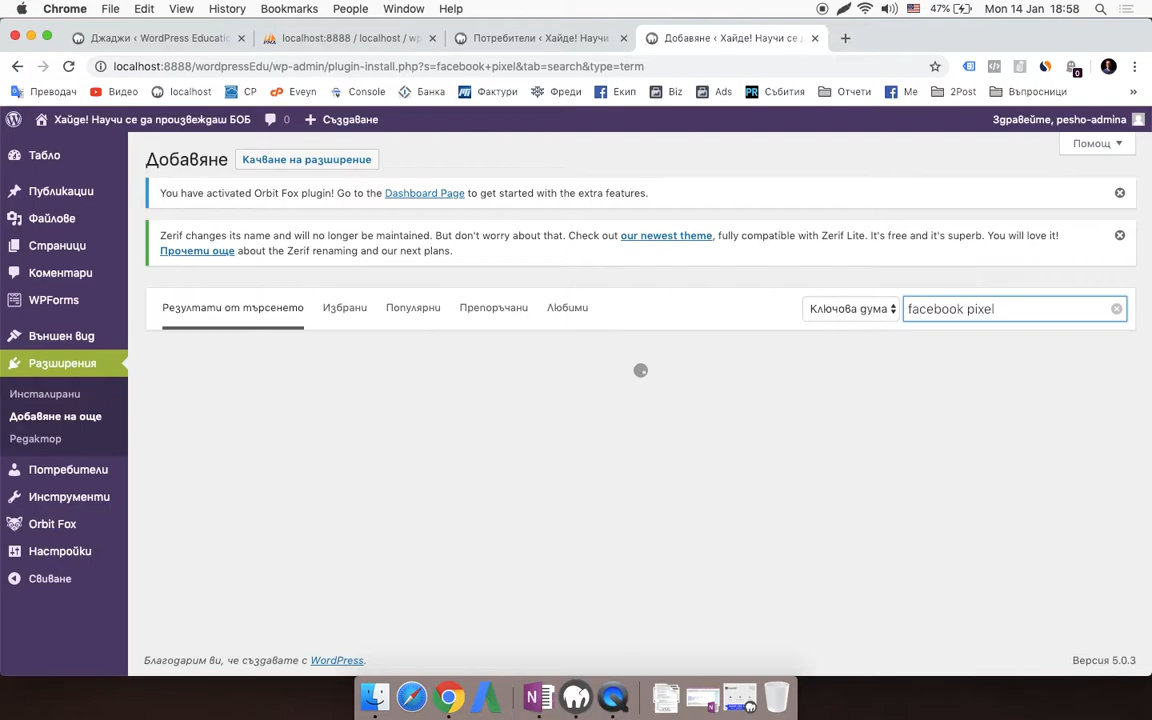 Chrome File Edit View History Bookmarks People Window Help 47% Mon 14 Jan 18:58
Джаджи ‹ WordPress Educati
localhost:8888 / localhost / wp
Потребители ‹ Хайде! Научи
Добавяне ‹ Хайде! Научи се д
localhost:8888/wordpressEdu/wp-admin/plugin-install.php?s=facebook+pixel&tab=search&type=term
Преводач Видео localhost CP Eveyn Console Банка Фактури Фреди Екип Biz Ads Събития Отчети Me 2Post Въпросници »
Хайде! Научи се да произвеждаш БОБ 0 Създаване Здравейте, pesho-admina
Табло
Публикации
Файлове
Страници
Коментари
WPForms
Външен вид
Разширения
Инсталирани
Добавяне на още
Редактор
Потребители
Инструменти
Orbit Fox
Настройки
Свиване
Помощ
Добавяне Качване на разширение
You have activated Orbit Fox plugin! Go to the Dashboard Page to get started with the extra features.
Zerif changes its name and will no longer be maintained. But don't worry about that. Check out our newest theme, fully compatible with Zerif Lite. It's free and it's superb. You will love it!
Прочети още about the Zerif renaming and our next plans.
Резултати от търсенето Избрани Популярни Препоръчани Любими Ключова дума facebook pixel
Благодарим ви, че създавате с WordPress. Версия 5.0.3